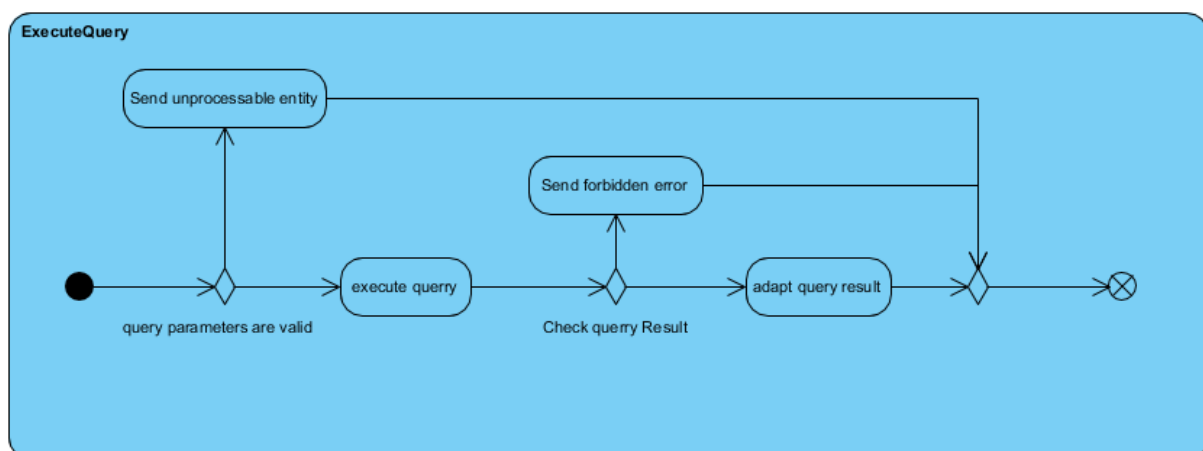 ExecuteQuery
Send unprocessable entity
Send forbidden error
execute querry
adapt query result
query parameters are valid
Check querry Result